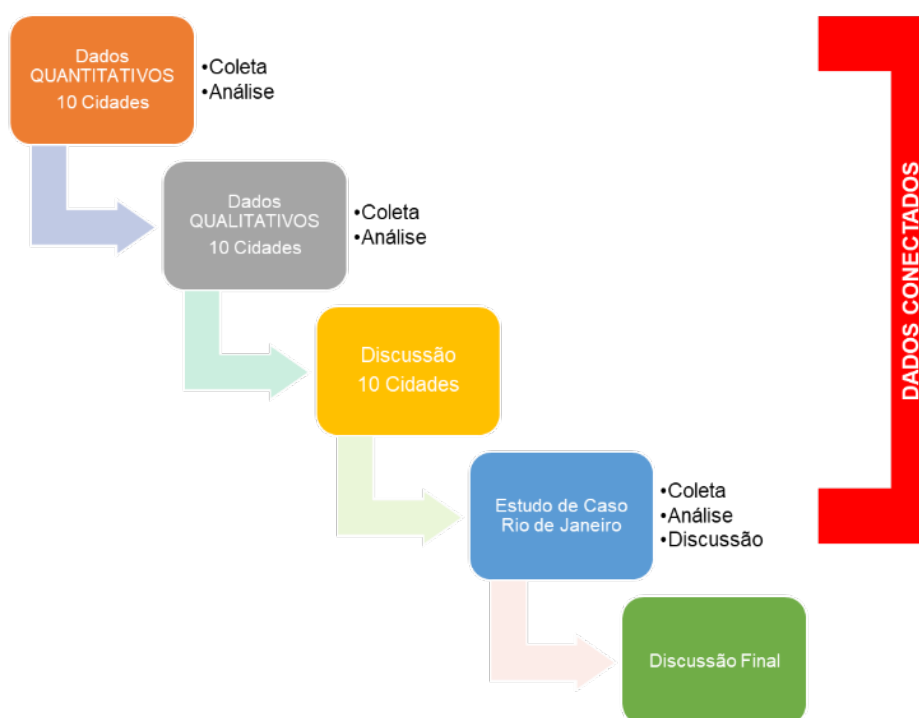 Dados
QUANTITATIVOS
10 Cidades
•Coleta
•Análise
Dados
QUALITATIVOS
10 Cidades
•Coleta
•Análise
Discussão
10 Cidades
Estudo de Caso
Rio de Janeiro
•Coleta
•Análise
•Discussão
Discussão Final
DADOS CONECTADOS